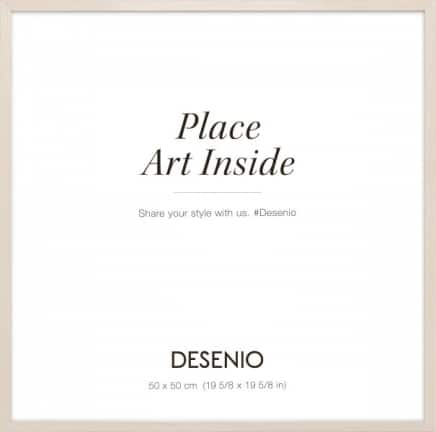 Place
Art Inside
Share your style with us. #Desenio
DESENIO
50 x 50 cm (19 5/8 x 19 5/8 in)